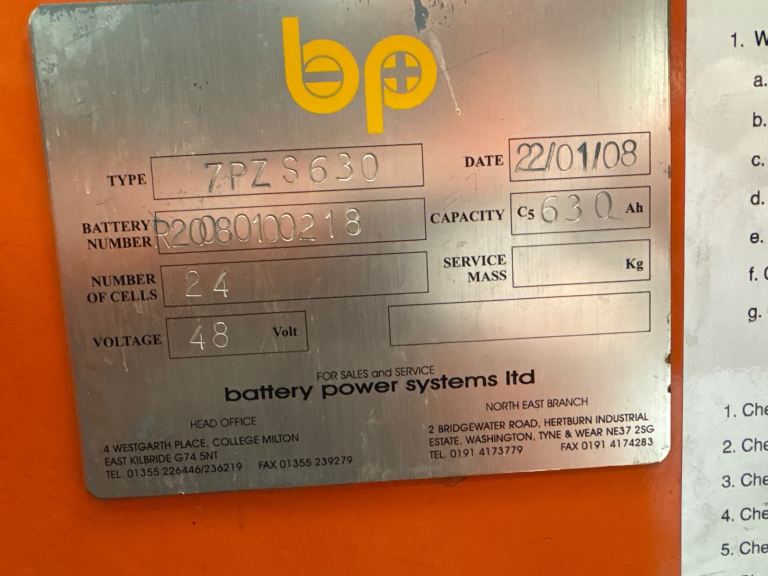 bp
TYPE 7PZS630 DATE 22/01/08
BATTERY NUMBER R20080100218 CAPACITY C5 630 Ah
NUMBER OF CELLS 24 SERVICE MASS Kg
VOLTAGE 48 Volt
FOR SALES and SERVICE
battery power systems ltd
HEAD OFFICE
4 WESTGARTH PLACE, COLLEGE MILTON
EAST KILBRIDE G74 5NT
TEL. 01355 226446/236219 FAX 01355 239279
NORTH EAST BRANCH
2 BRIDGEWATER ROAD, HERTBURN INDUSTRIAL
ESTATE, WASHINGTON, TYNE & WEAR NE37 2SG
TEL. 0191 4173779 FAX 0191 4174283
1. W
a.
b.
c.
d.
e.
f.
g.
1. Che
2. Che
3. Che
4. Che
5. Che